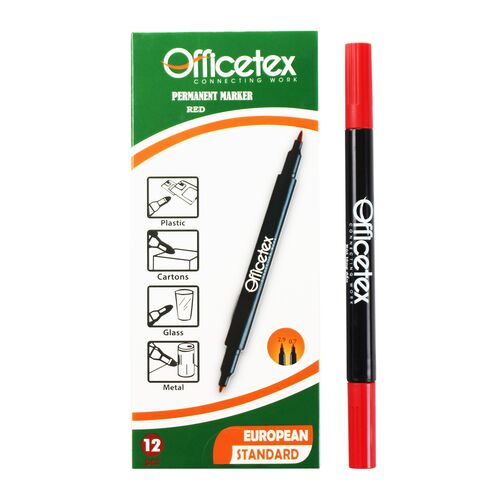 Officetex
CONNECTING WORK
PERMANENT MARKER
RED
Plastic
Cartons
Glass
Metal
Officetex
2.9 0.7
12
EUROPEAN
STANDARD
Officetex
CONNECTING WORK